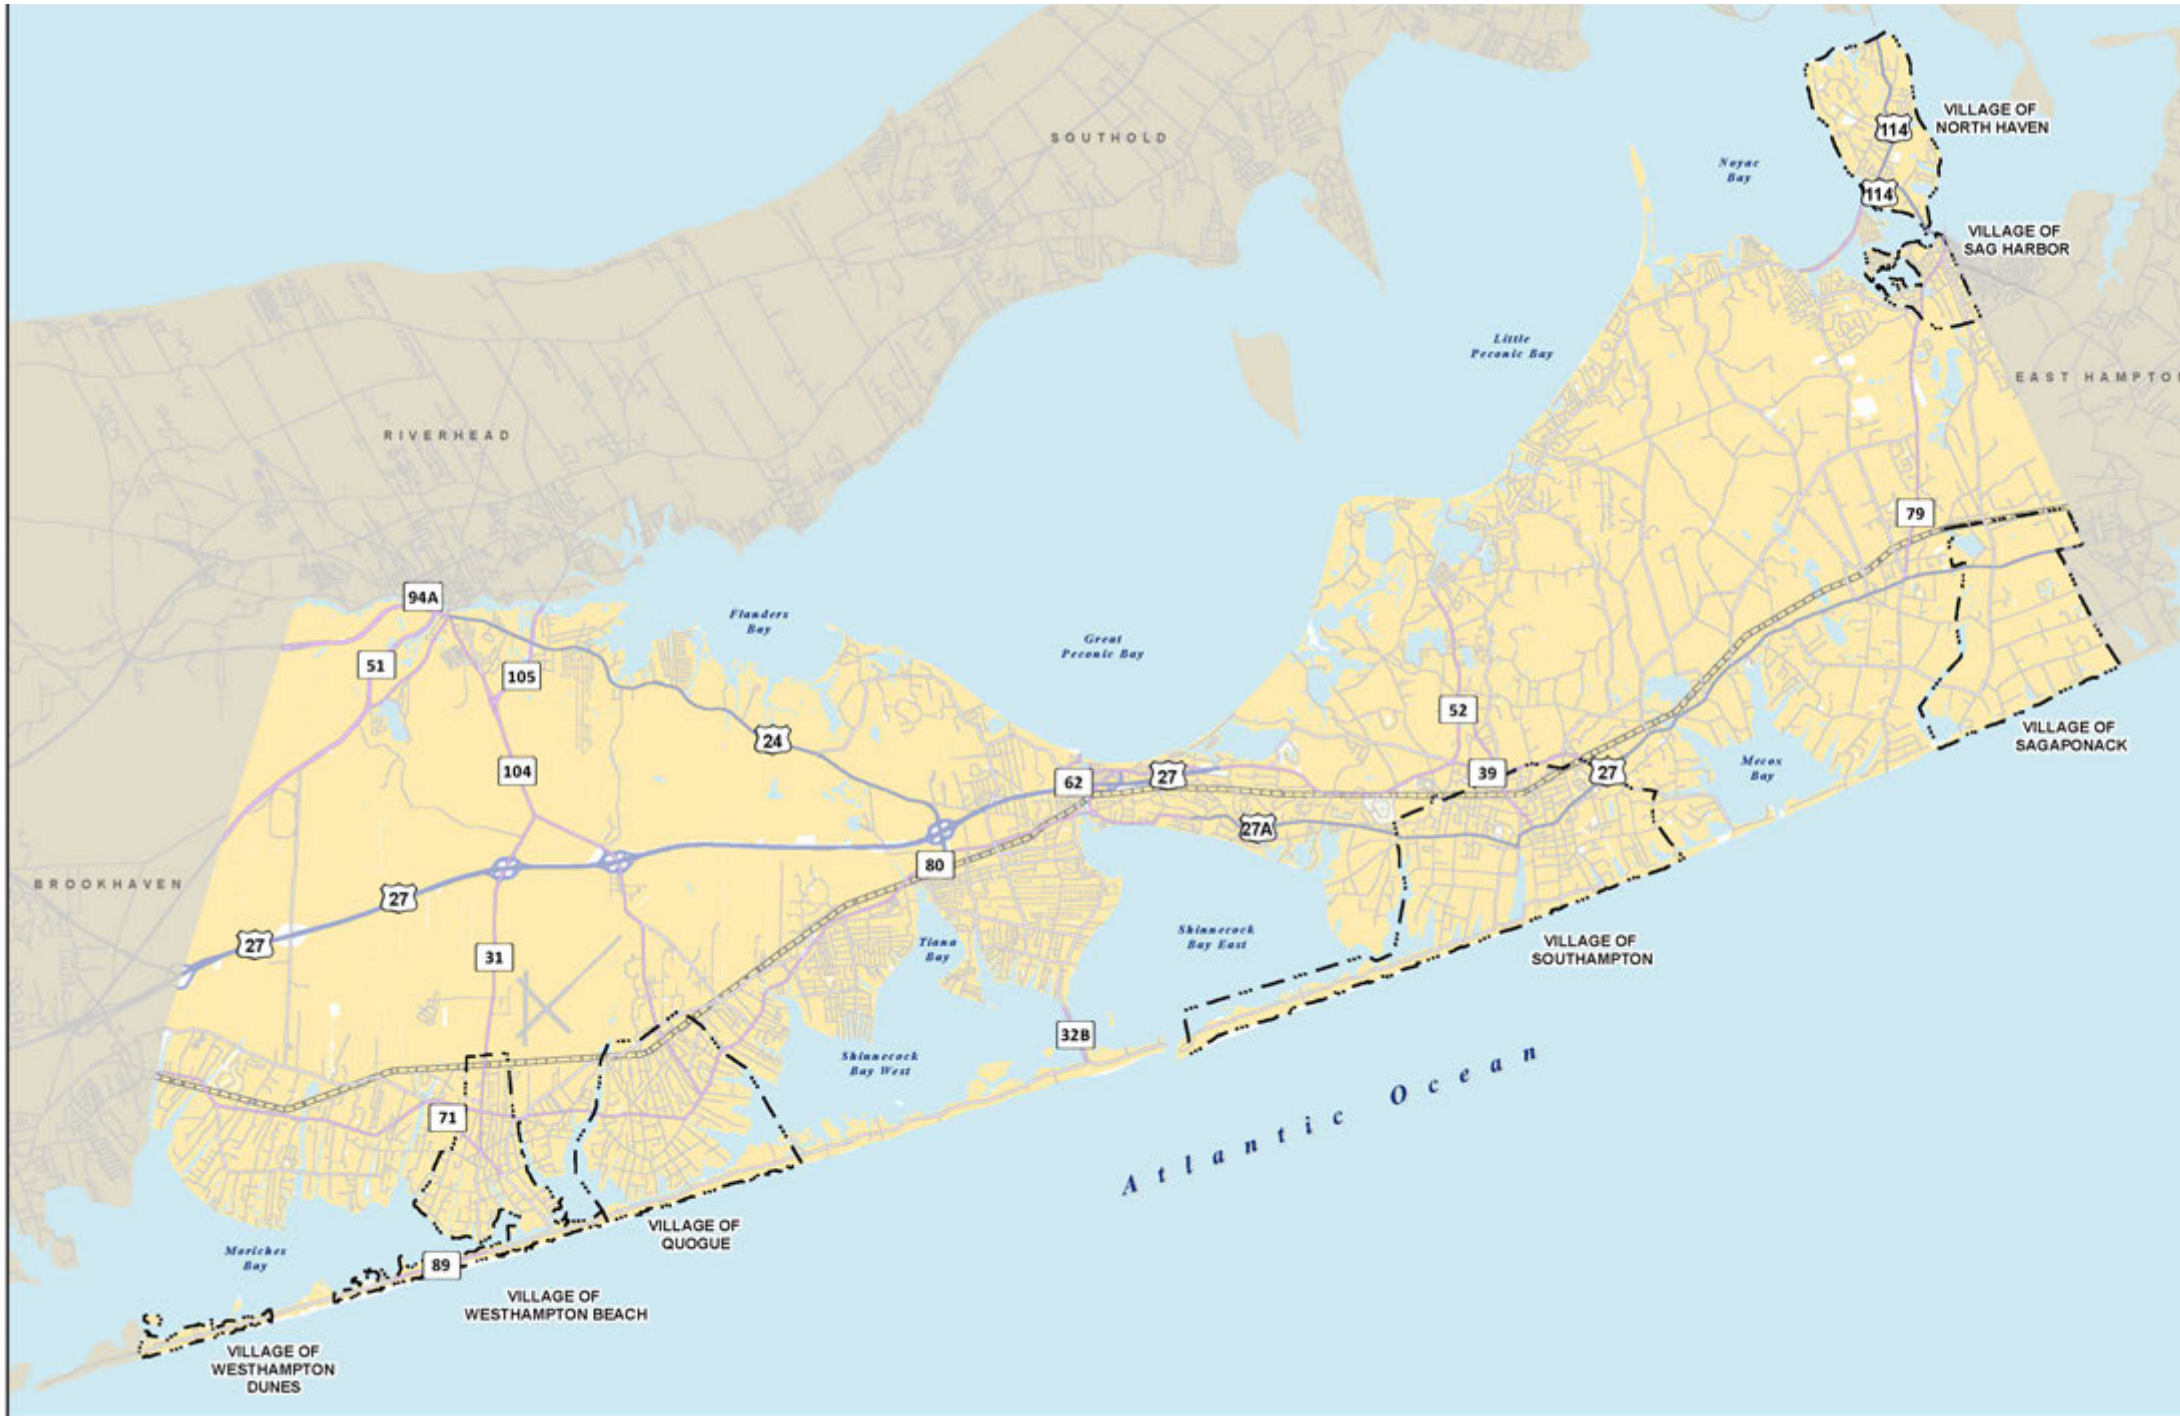 VILLAGE OF
NORTH HAVEN
114
SOUTHOLD
Noyac
Bay
114
VILLAGE OF
SAG HARBOR
Little
Peconic Bay
EAST HAMPTON
RIVERHEAD
79
94A
Flanders
Bay
Great
Peconic Bay
51
105
52
24
VILLAGE OF
SAGAPONACK
104
62
27
39
27
Mecox
Bay
27A
80
BROOKHAVEN
27
27
31
Tiana
Bay
Shinnecock
Bay East
VILLAGE OF
SOUTHAMPTON
32B
Shinnecock
Bay West
Atlantic Ocean
71
VILLAGE OF
QUOGUE
Moriches
Bay
89
VILLAGE OF
WESTHAMPTON BEACH
VILLAGE OF
WESTHAMPTON
DUNES